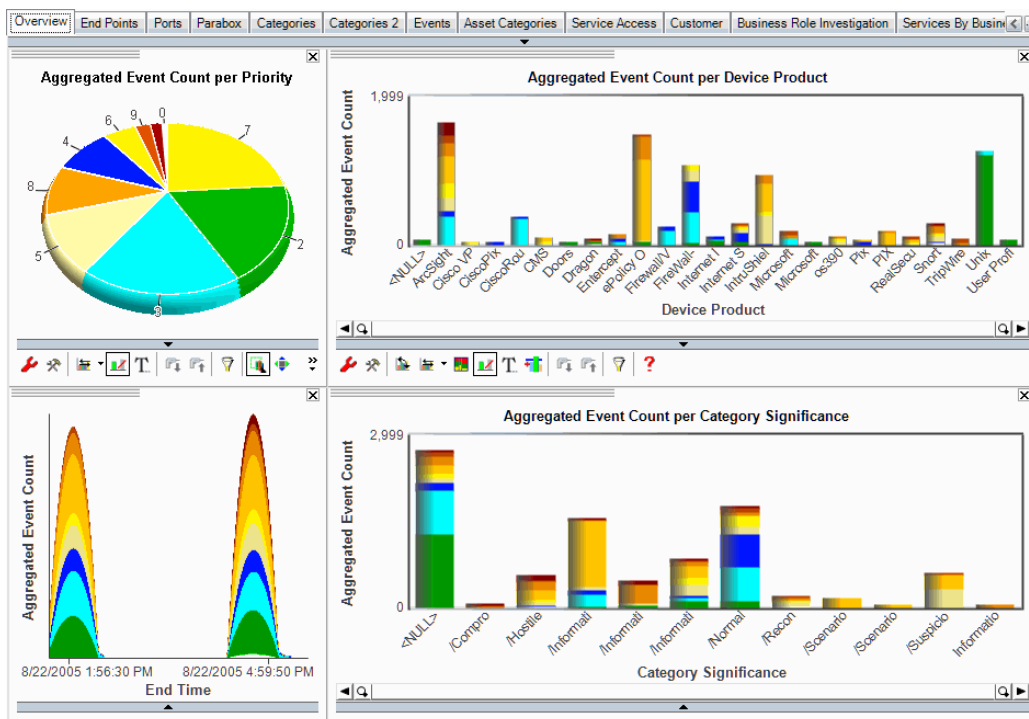 Overview End Points Ports Parabox Categories Categories 2 Events Asset Categories Service Access Customer Business Role Investigation Services By Busine
Aggregated Event Count per Priority
0
9
6
4
8
5
3
2
7
Aggregated Event Count per Device Product
Aggregated Event Count
1,999
0
<NULL>
ArcSight
Cisco VP
CiscoPix
CiscoRou
CMS
Doors
Dragon
Entercept
ePolicy O
Firewall/V
FireWall-
Internet I
Internet S
IntruShiel
Microsoft
Microsoft
os390
Pix
PIX
RealSecu
Snort
TripWire
Unix
User Profi
Device Product
Aggregated Event Count
8/22/2005 1:56:30 PM 8/22/2005 4:59:50 PM
End Time
Aggregated Event Count per Category Significance
Aggregated Event Count
2,999
0
<NULL>
/Compro
/Hostile
/Informati
/Informati
/Informati
/Normal
/Recon
/Scenario
/Scenario
/Suspicio
Informatio
Category Significance